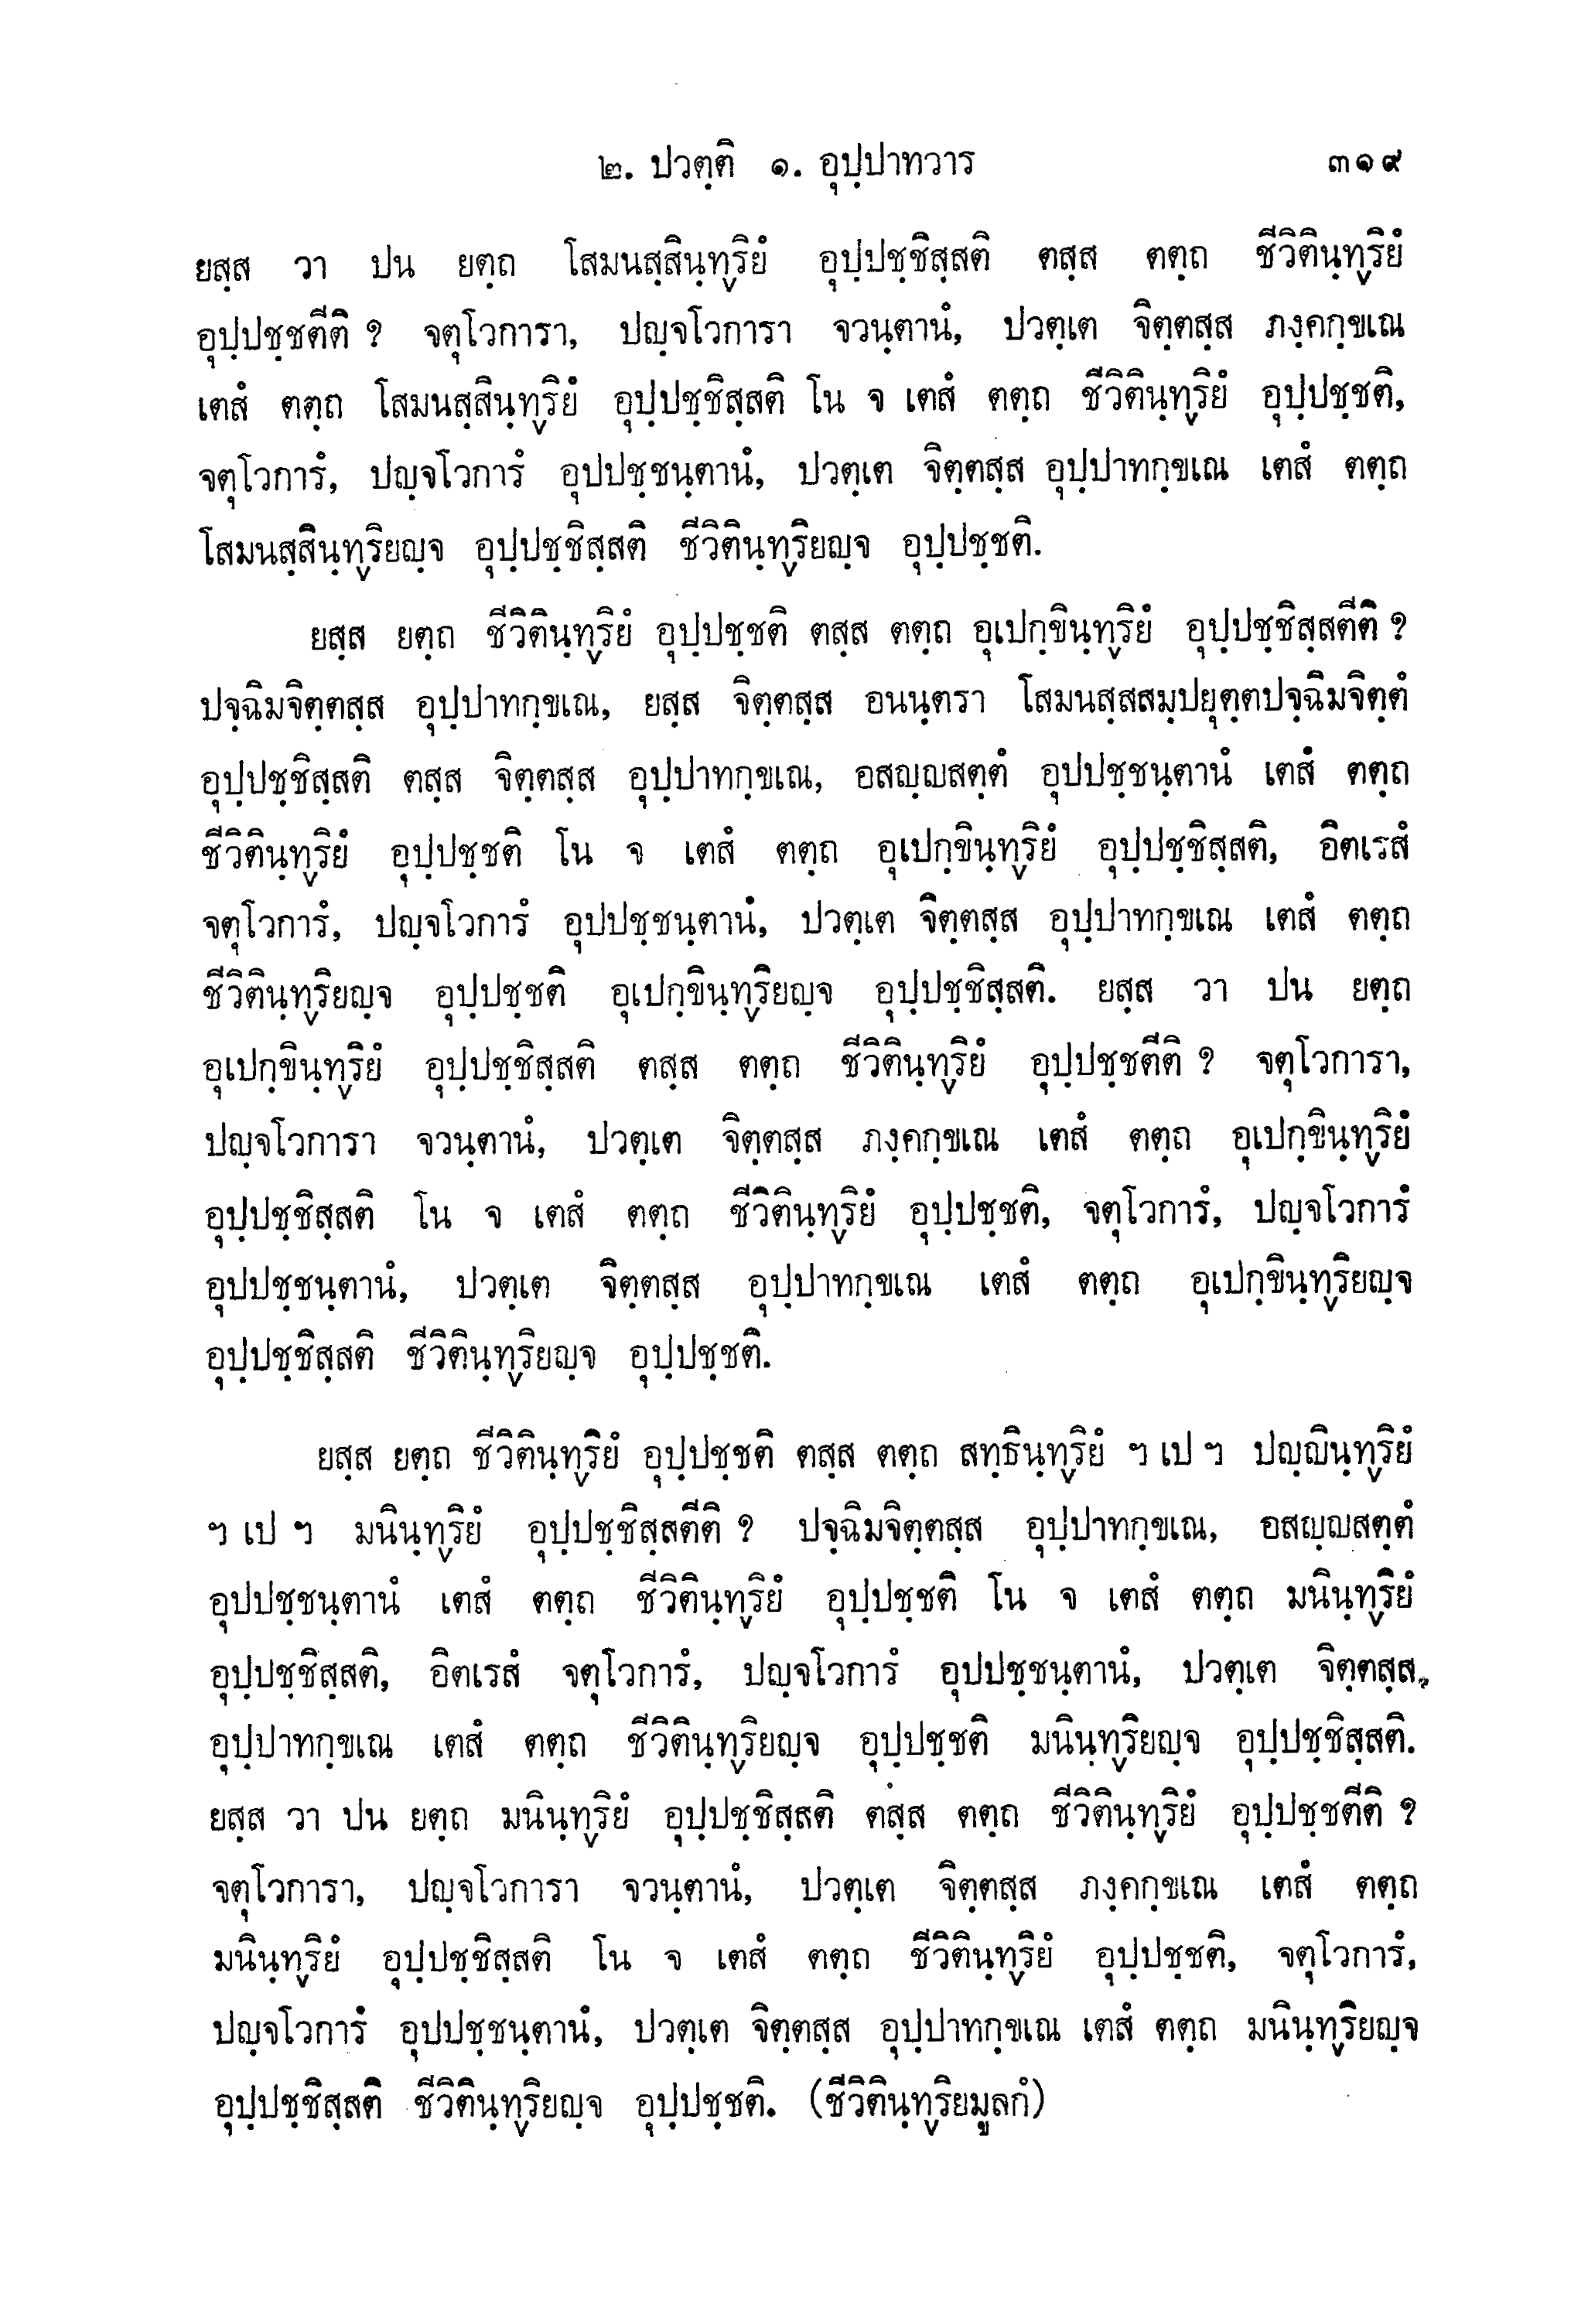 ๒. ปวตฺติ ๑. อุปฺปาทวาร ๓๑๙
ยสฺส วา ปน ยตฺถ โสมนสฺสินฺทฺริยํ อุปฺปชฺชิสฺสติ ตสฺส ตตฺถ ชีวิตินฺทฺริยํ
อุปฺปชฺชตีติ ? จตุโวการา, ปญฺจโวการา จวนฺตานํ, ปวตฺเต จิตฺตสฺส ภงฺคกฺขเณ
เตสํ ตตฺถ โสมนสฺสินฺทฺริยํ อุปฺปชฺชิสฺสติ โน จ เตสํ ตตฺถ ชีวิตินฺทฺริยํ อุปฺปชฺชติ,
จตุโวการํ, ปญฺจโวการํ อุปปชฺชนฺตานํ, ปวตฺเต จิตฺตสฺส อุปฺปาทกฺขเณ เตสํ ตตฺถ
โสมนสฺสินฺทฺริยญฺจ อุปฺปชฺชิสฺสติ ชีวิตินฺทฺริยญฺจ อุปฺปชฺชติ.
ยสฺส ยตฺถ ชีวิตินฺทฺริยํ อุปฺปชฺชติ ตสฺส ตตฺถ อุเปกฺขินฺทฺริยํ อุปฺปชฺชิสฺสตีติ ?
ปจฺฉิมจิตฺตสฺส อุปฺปาทกฺขเณ, ยสฺส จิตฺตสฺส อนนฺตรา โสมนสฺสสมฺปยุตฺตปจฺฉิมจิตฺตํ
อุปฺปชฺชิสฺสติ ตสฺส จิตฺตสฺส อุปฺปาทกฺขเณ, อสญฺญสตฺตํ อุปปชฺชนฺตานํ เตสํ ตตฺถ
ชีวิตินฺทฺริยํ อุปฺปชฺชติ โน จ เตสํ ตตฺถ อุเปกฺขินฺทฺริยํ อุปฺปชฺชิสฺสติ, อิตเรสํ
จตุโวการํ, ปญฺจโวการํ อุปปชฺชนฺตานํ, ปวตฺเต จิตฺตสฺส อุปฺปาทกฺขเณ เตสํ ตตฺถ
ชีวิตินฺทฺริยญฺจ อุปฺปชฺชติ อุเปกฺขินฺทฺริยญฺจ อุปฺปชฺชิสฺสติ. ยสฺส วา ปน ยตฺถ
อุเปกฺขินฺทฺริยํ อุปฺปชฺชิสฺสติ ตสฺส ตตฺถ ชีวิตินฺทฺริยํ อุปฺปชฺชตีติ ? จตุโวการา,
ปญฺจโวการา จวนฺตานํ, ปวตฺเต จิตฺตสฺส ภงฺคกฺขเณ เตสํ ตตฺถ อุเปกฺขินฺทฺริยํ
อุปฺปชฺชิสฺสติ โน จ เตสํ ตตฺถ ชีวิตินฺทฺริยํ อุปฺปชฺชติ, จตุโวการํ, ปญฺจโวการํ
อุปปชฺชนฺตานํ, ปวตฺเต จิตฺตสฺส อุปฺปาทกฺขเณ เตสํ ตตฺถ อุเปกฺขินฺทฺริยญฺจ
อุปฺปชฺชิสฺสติ ชีวิตินฺทฺริยญฺจ อุปฺปชฺชติ.
ยสฺส ยตฺถ ชีวิตินฺทฺริยํ อุปฺปชฺชติ ตสฺส ตตฺถ สทฺธินฺทฺริยํ ฯ เป ฯ ปญฺญินฺทฺริยํ
ฯ เป ฯ มนินฺทฺริยํ อุปฺปชฺชิสฺสตีติ ? ปจฺฉิมจิตฺตสฺส อุปฺปาทกฺขเณ, อสญฺญสตฺตํ
อุปปชฺชนฺตานํ เตสํ ตตฺถ ชีวิตินฺทฺริยํ อุปฺปชฺชติ โน จ เตสํ ตตฺถ มนินฺทฺริยํ
อุปฺปชฺชิสฺสติ, อิตเรสํ จตุโวการํ, ปญฺจโวการํ อุปปชฺชนฺตานํ, ปวตฺเต จิตฺตสฺส
อุปฺปาทกฺขเณ เตสํ ตตฺถ ชีวิตินฺทฺริยญฺจ อุปฺปชฺชติ มนินฺทฺริยญฺจ อุปฺปชฺชิสฺสติ.
ยสฺส วา ปน ยตฺถ มนินฺทฺริยํ อุปฺปชฺชิสฺสติ ตสฺส ตตฺถ ชีวิตินฺทฺริยํ อุปฺปชฺชตีติ ?
จตุโวการา, ปญฺจโวการา จวนฺตานํ, ปวตฺเต จิตฺตสฺส ภงฺคกฺขเณ เตสํ ตตฺถ
มนินฺทฺริยํ อุปฺปชฺชิสฺสติ โน จ เตสํ ตตฺถ ชีวิตินฺทฺริยํ อุปฺปชฺชติ, จตุโวการํ,
ปญฺจโวการํ อุปปชฺชนฺตานํ, ปวตฺเต จิตฺตสฺส อุปฺปาทกฺขเณ เตสํ ตตฺถ มนินฺทฺริยญฺจ
อุปฺปชฺชิสฺสติ ชีวิตินฺทฺริยญฺจ อุปฺปชฺชติ. (ชีวิตินฺทฺริยมูลกํ)